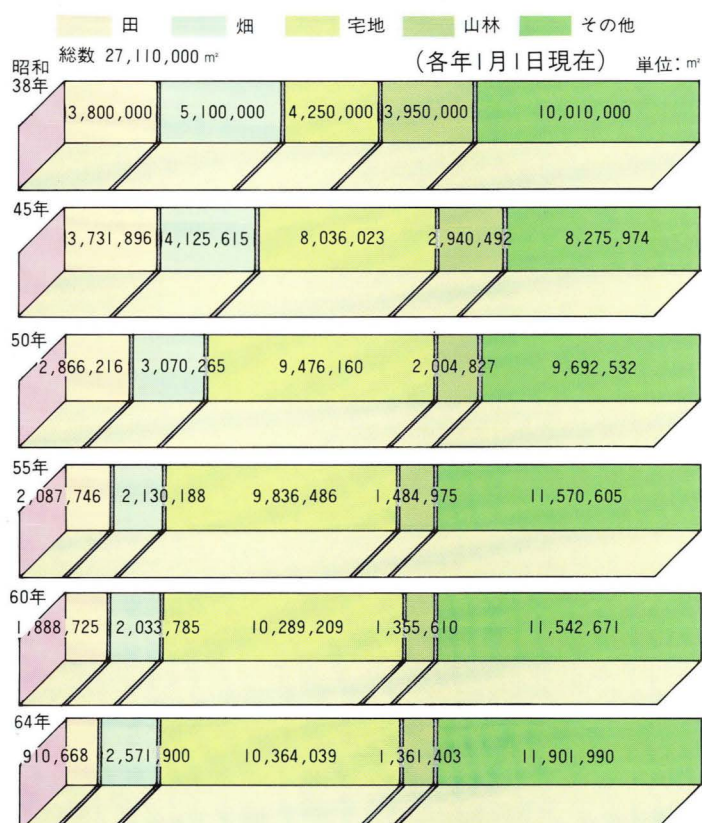 田 畑 宅地 山林 その他
総数 27,110,000㎡ (各年1月1日現在) 単位:㎡
昭和
38年
3,800,000 5,100,000 4,250,000 3,950,000 10,010,000
45年
3,731,896 4,125,615 8,036,023 2,940,492 8,275,974
50年
2,866,216 3,070,265 9,476,160 2,004,827 9,692,532
55年
2,087,746 2,130,188 9,836,486 1,484,975 11,570,605
60年
1,888,725 2,033,785 10,289,209 1,355,610 11,542,671
64年
910,668 2,571,900 10,364,039 1,361,403 11,901,990